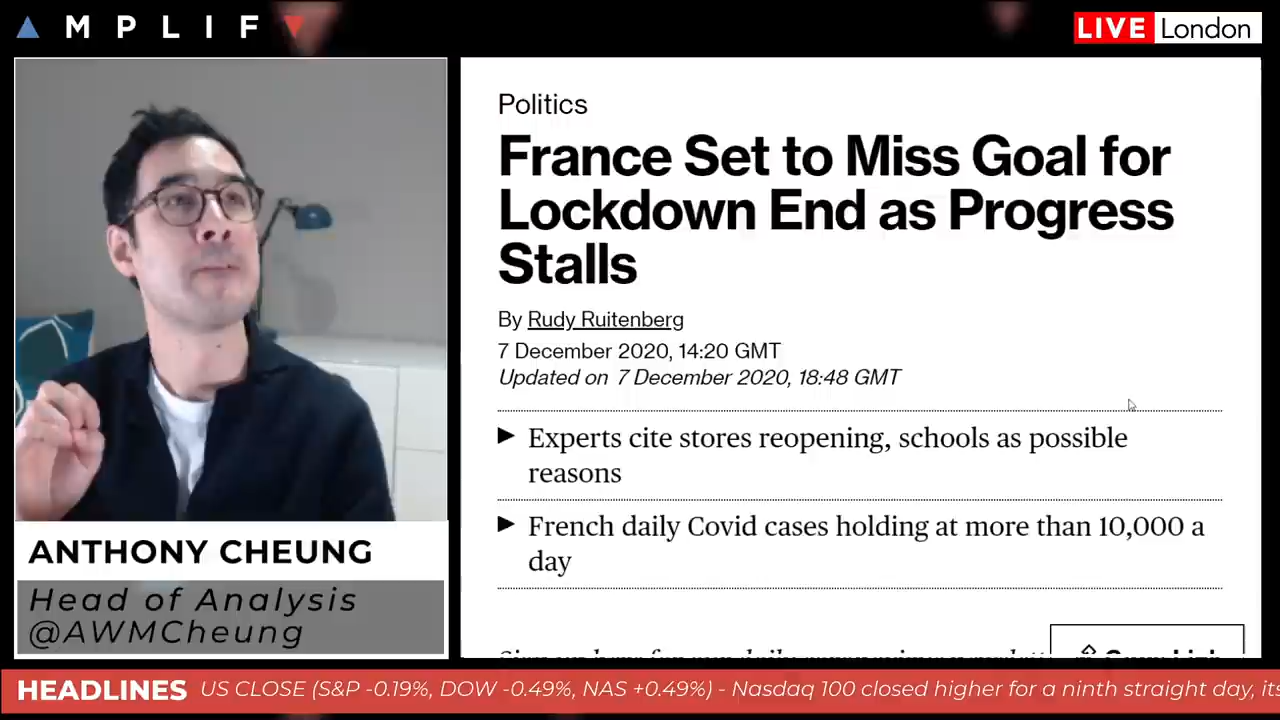 AMPLIFY
LIVE London
Politics
France Set to Miss Goal for
Lockdown End as Progress
Stalls
By Rudy Ruitenberg
7 December 2020, 14:20 GMT
Updated on 7 December 2020, 18:48 GMT
Experts cite stores reopening, schools as possible
reasons
French daily Covid cases holding at more than 10,000 a
day
ANTHONY CHEUNG
Head of Analysis
@AWMCheung
HEADLINES US CLOSE (S&P -0.19%, DOW -0.49%, NAS +0.49%) - Nasdaq 100 closed higher for a ninth straight day, its